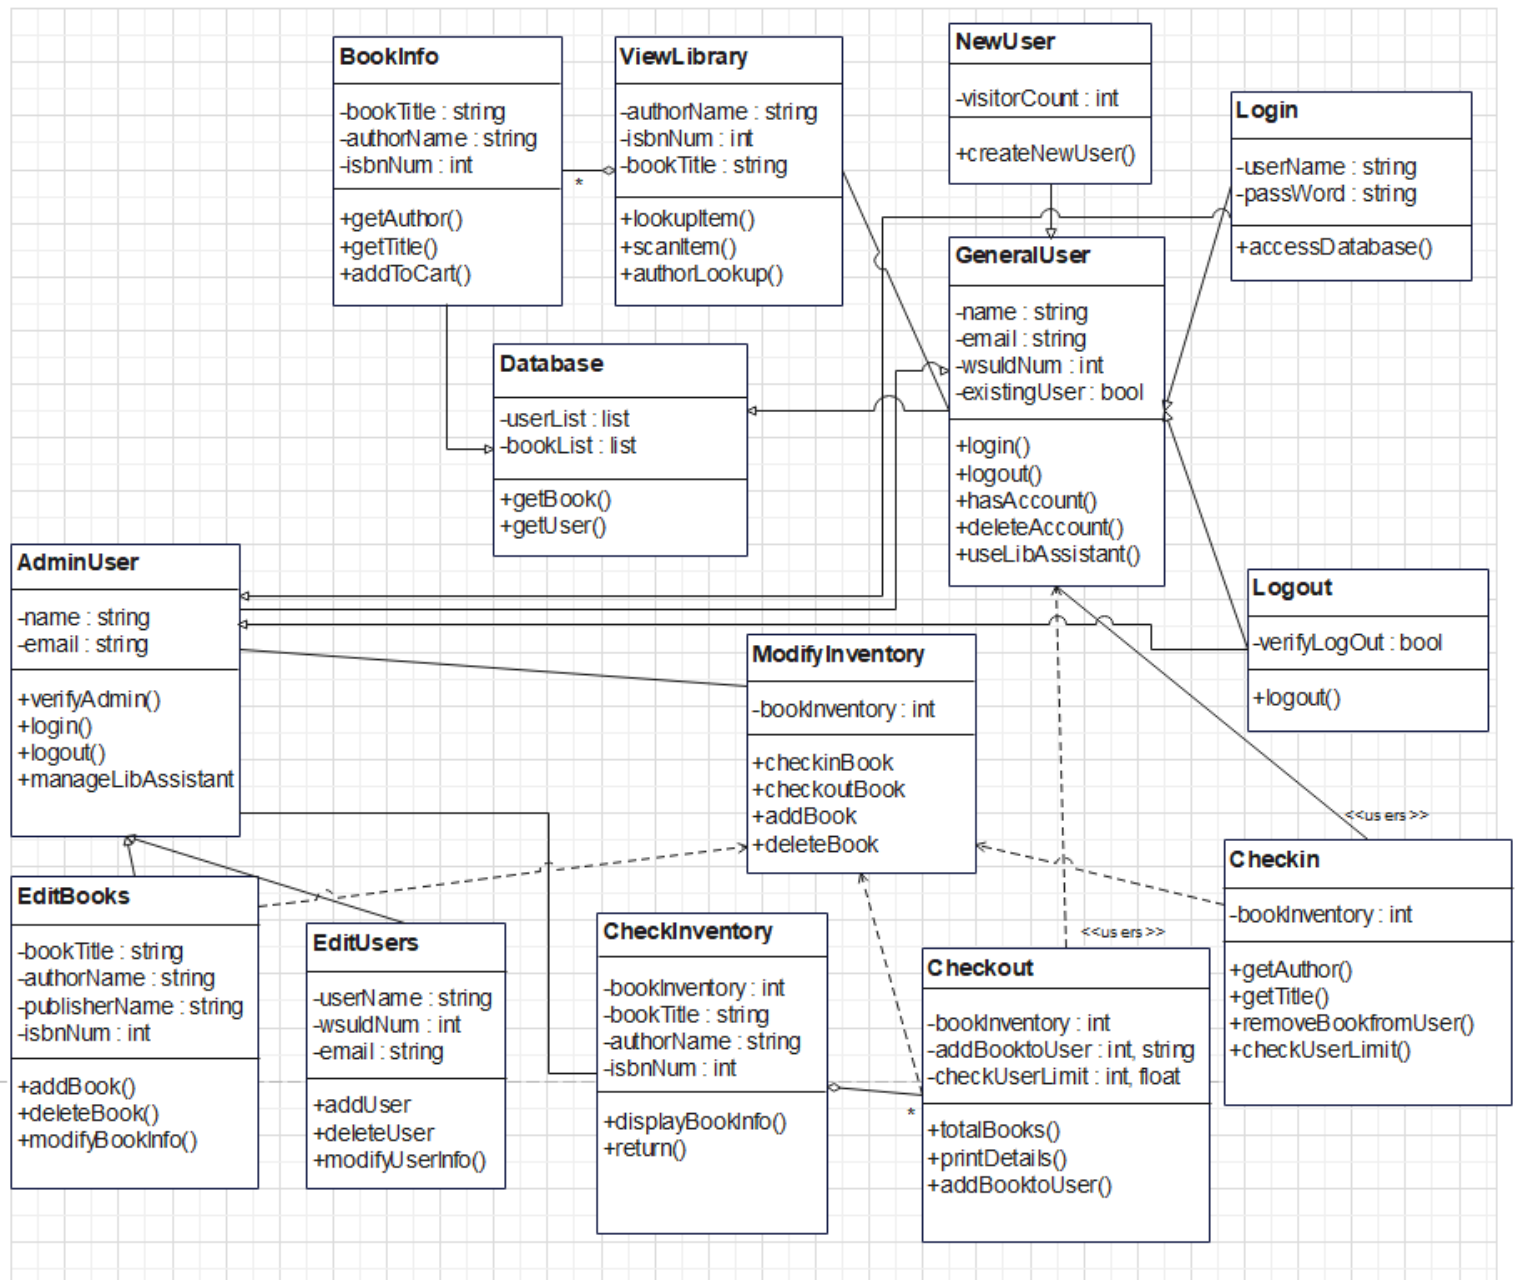 BookInfo
-bookTitle : string
-authorName : string
-isbnNum : int
+getAuthor()
+getTitle()
+addToCart()
*
ViewLibrary
-authorName : string
-isbnNum : int
-bookTitle : string
+lookupItem()
+scanItem()
+authorLookup()
NewUser
-visitorCount : int
+createNewUser()
Login
-userName : string
-passWord : string
+accessDatabase()
GeneralUser
-name : string
-email : string
-wsuIdNum : int
-existingUser : bool
+login()
+logout()
+hasAccount()
+deleteAccount()
+useLibAssistant()
Database
-userList : list
-bookList : list
+getBook()
+getUser()
AdminUser
-name : string
-email : string
+verifyAdmin()
+login()
+logout()
+manageLibAssistant
Logout
-verifyLogOut : bool
+logout()
ModifyInventory
-bookInventory : int
+checkinBook
+checkoutBook
+addBook
+deleteBook
<<users>>
Checkin
-bookInventory : int
+getAuthor()
+getTitle()
+removeBookfromUser()
+checkUserLimit()
EditBooks
-bookTitle : string
-authorName : string
-publisherName : string
-isbnNum : int
+addBook()
+deleteBook()
+modifyBookInfo()
EditUsers
-userName : string
-wsuIdNum : int
-email : string
+addUser
+deleteUser
+modifyUserInfo()
CheckInventory
-bookInventory : int
-bookTitle : string
-authorName : string
-isbnNum : int
+displayBookInfo()
+return()
*
<<users>>
Checkout
-bookInventory : int
-addBooktoUser : int, string
-checkUserLimit : int, float
+totalBooks()
+printDetails()
+addBooktoUser()